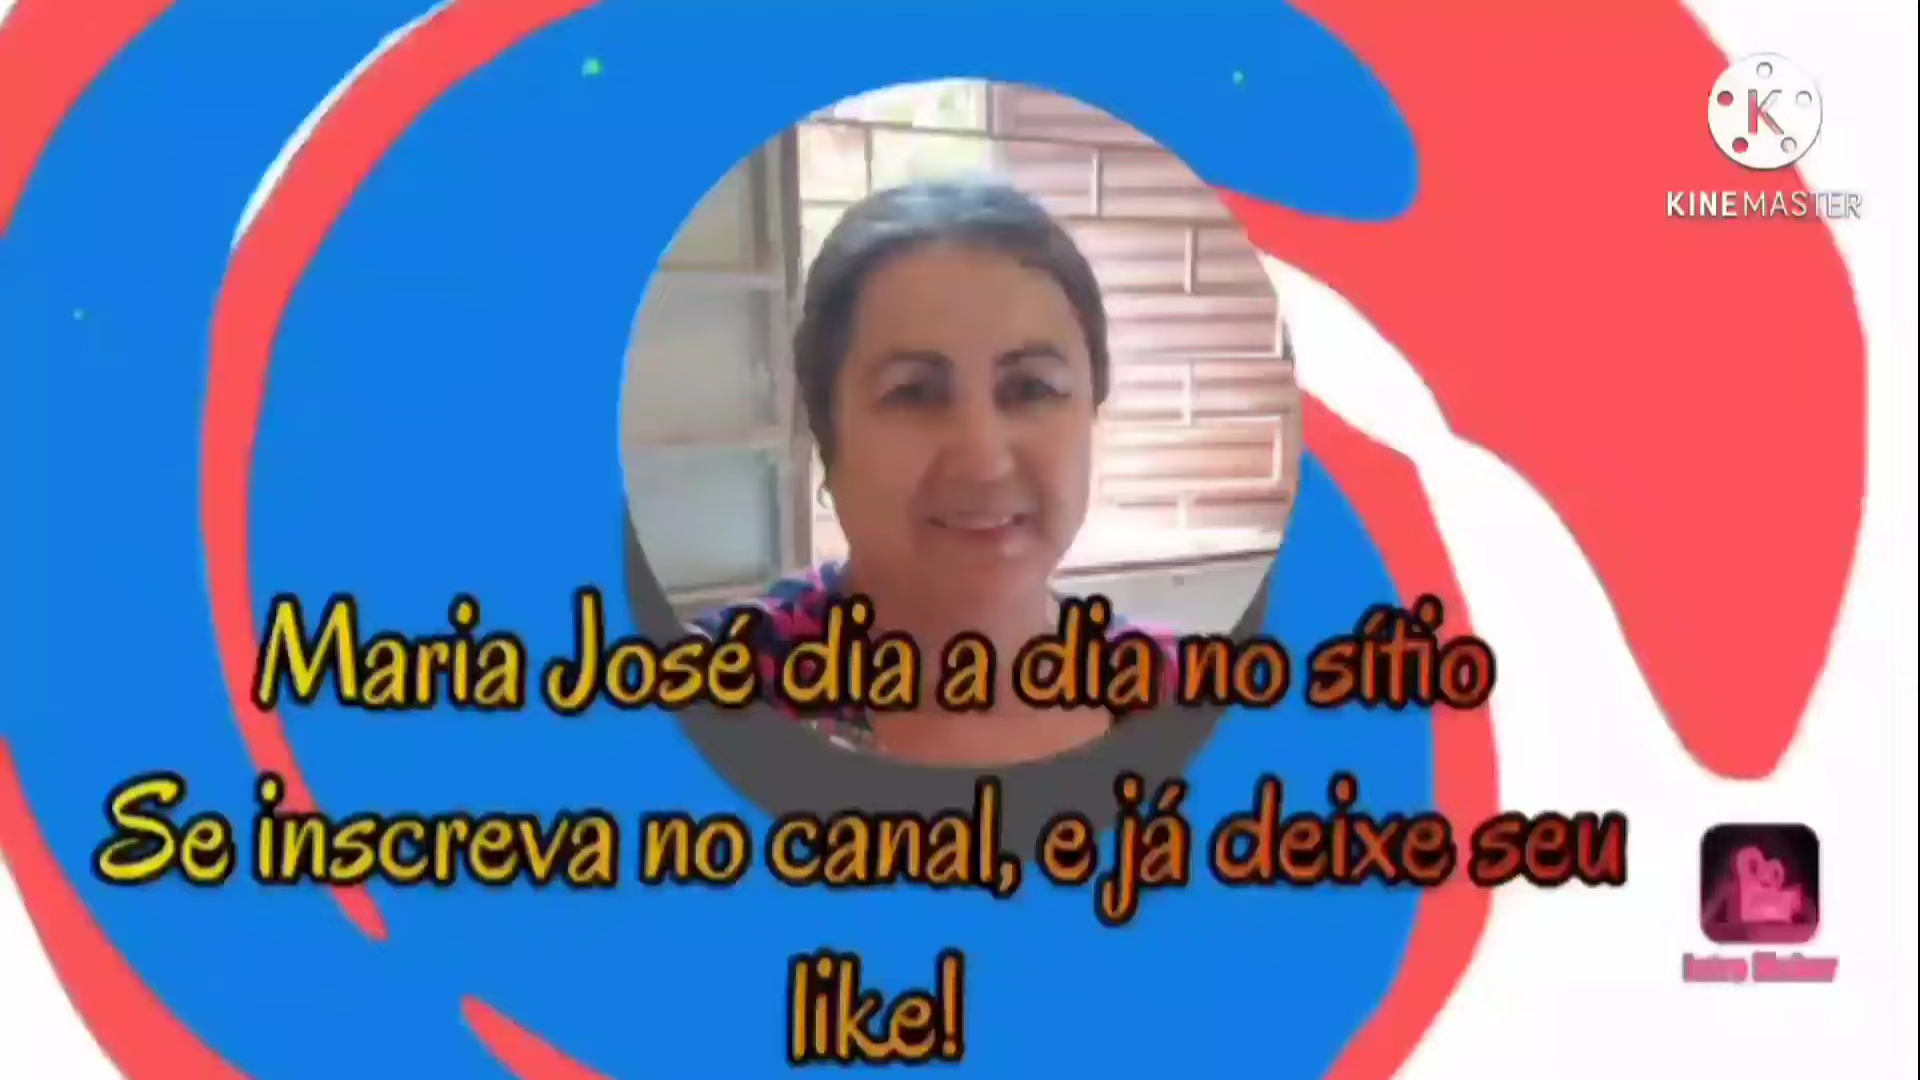 K
KINEMASTER
Maria José dia a dia no sítio
Se inscreva no canal, e já deixe seu
like!